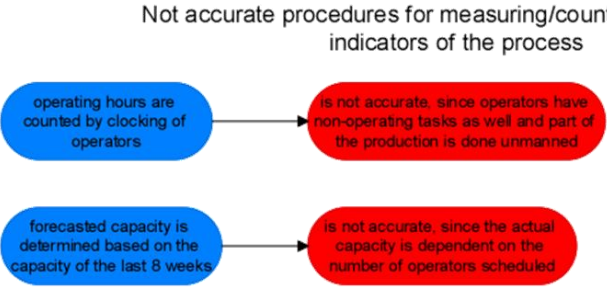 Not accurate procedures for measuring/coun
indicators of the process
operating hours are
counted by clocking of
operators
is not accurate, since operators have
non-operating tasks as well and part of
the production is done unmanned
forecasted capacity is
determined based on the
capacity of the last 8 weeks
is not accurate, since the actual
capacity is dependent on the
number of operators scheduled